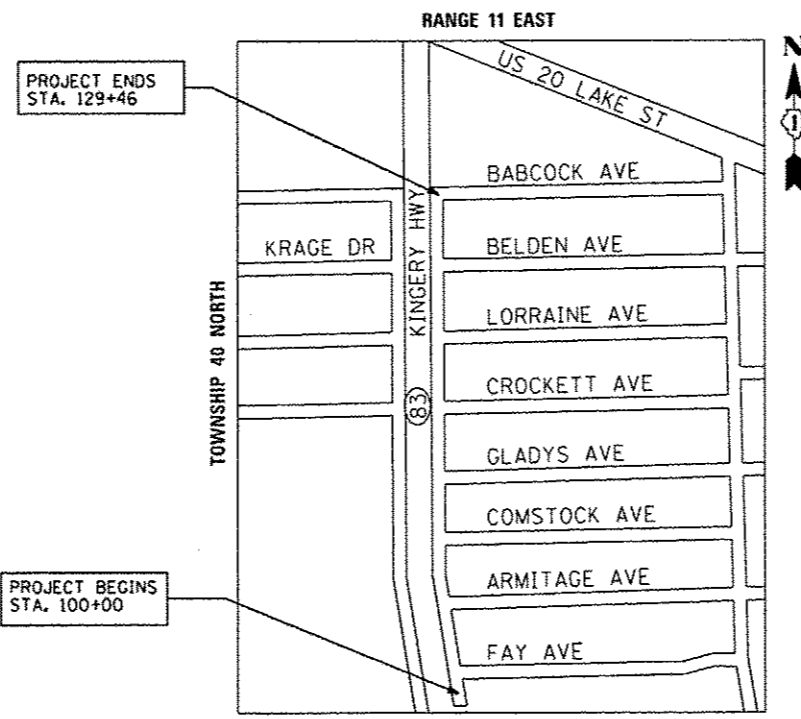 RANGE 11 EAST
PROJECT ENDS
STA. 129+46
US 20 LAKE ST
N
BABCOCK AVE
KRAGE DR
KINGERY HWY
BELDEN AVE
TOWNSHIP 40 NORTH
LORRAINE AVE
83
CROCKETT AVE
GLADYS AVE
COMSTOCK AVE
PROJECT BEGINS
STA. 100+00
ARMITAGE AVE
FAY AVE